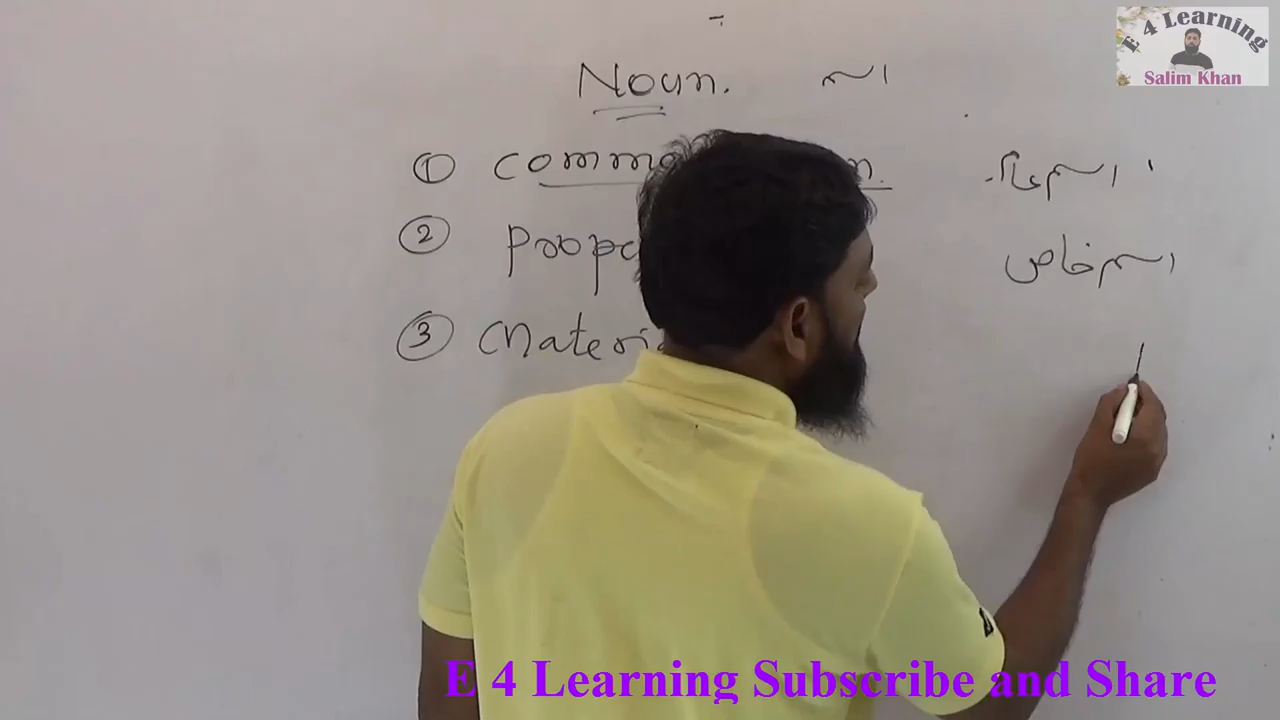 E 4 Learning
Salim Khan
Noun. اسم
① Comm n. اسم عام
② Prope اسم خاص
③ Materi
E 4 Learning Subscribe and Share